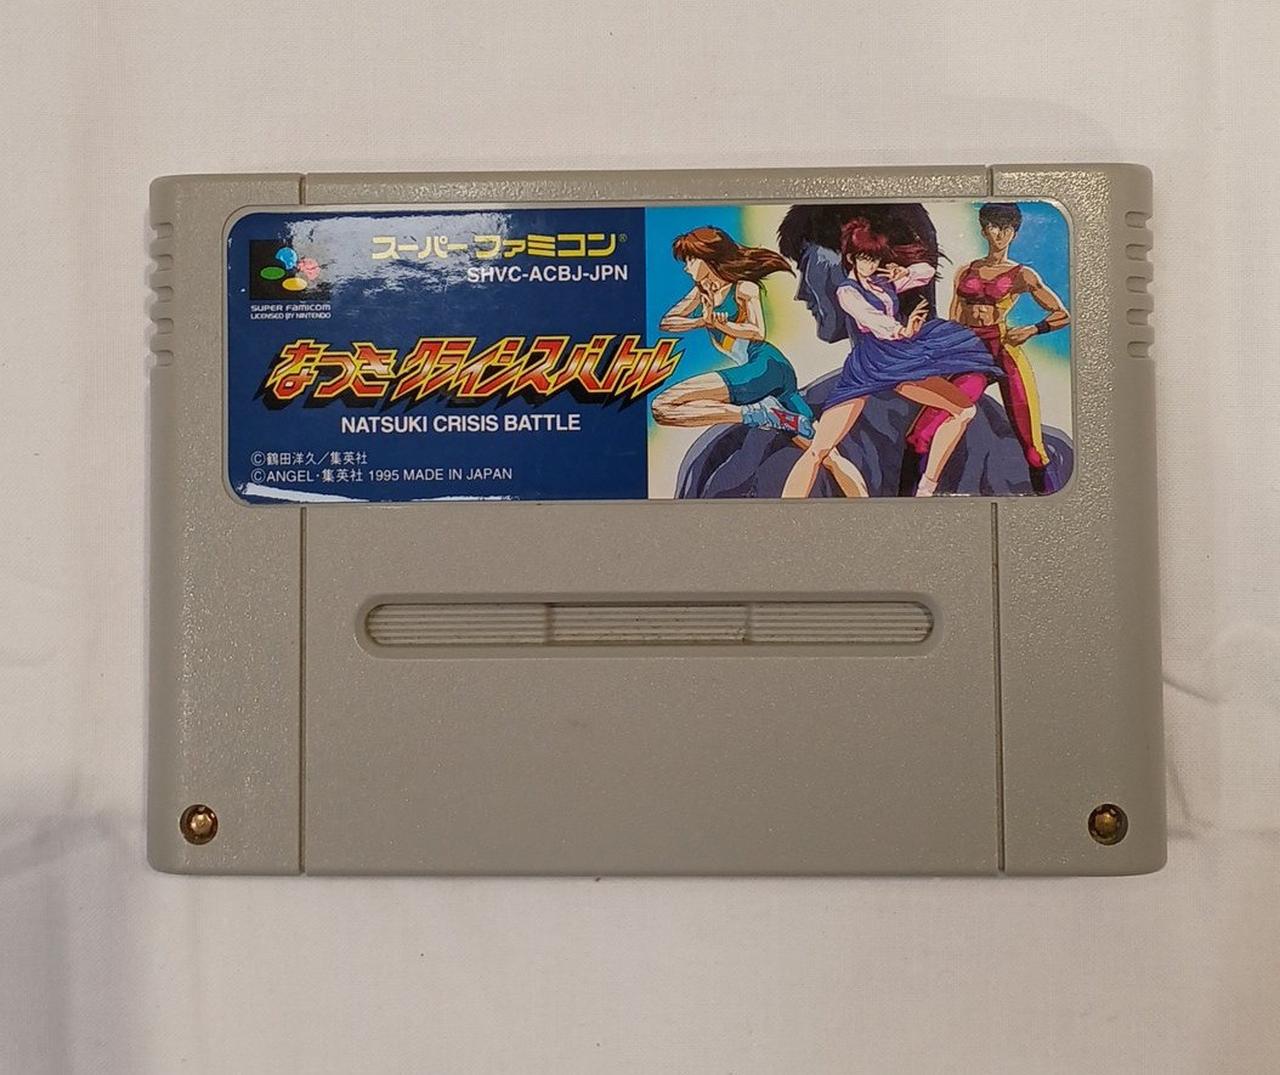 スーパーファミコン®
SHVC-ACBJ-JPN
SUPER FAMICOM
LICENSED BY NINTENDO
なつきクライシスバトル
NATSUKI CRISIS BATTLE
©鶴田洋久／集英社
©ANGEL・集英社 1995 MADE IN JAPAN